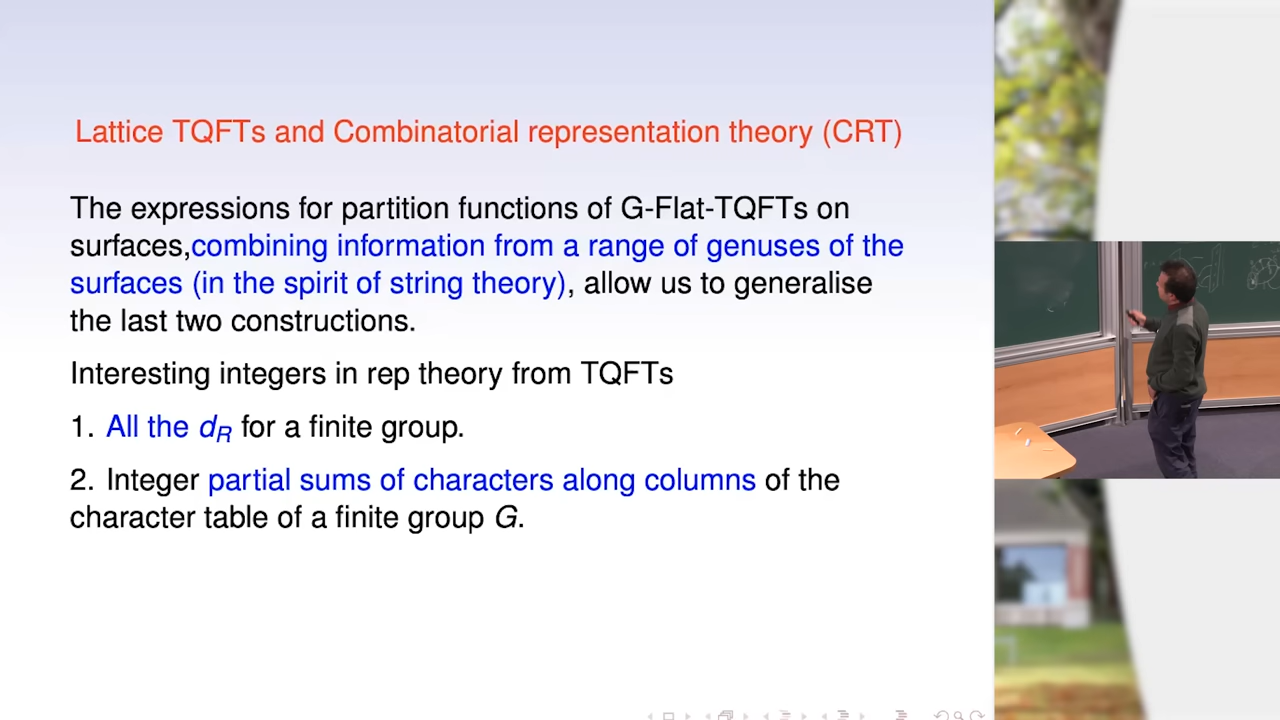 Lattice TQFTs and Combinatorial representation theory (CRT)
The expressions for partition functions of G-Flat-TQFTs on
surfaces,combining information from a range of genuses of the
surfaces (in the spirit of string theory), allow us to generalise
the last two constructions.
Interesting integers in rep theory from TQFTs
1. All the d_R for a finite group.
2. Integer partial sums of characters along columns of the
character table of a finite group G.